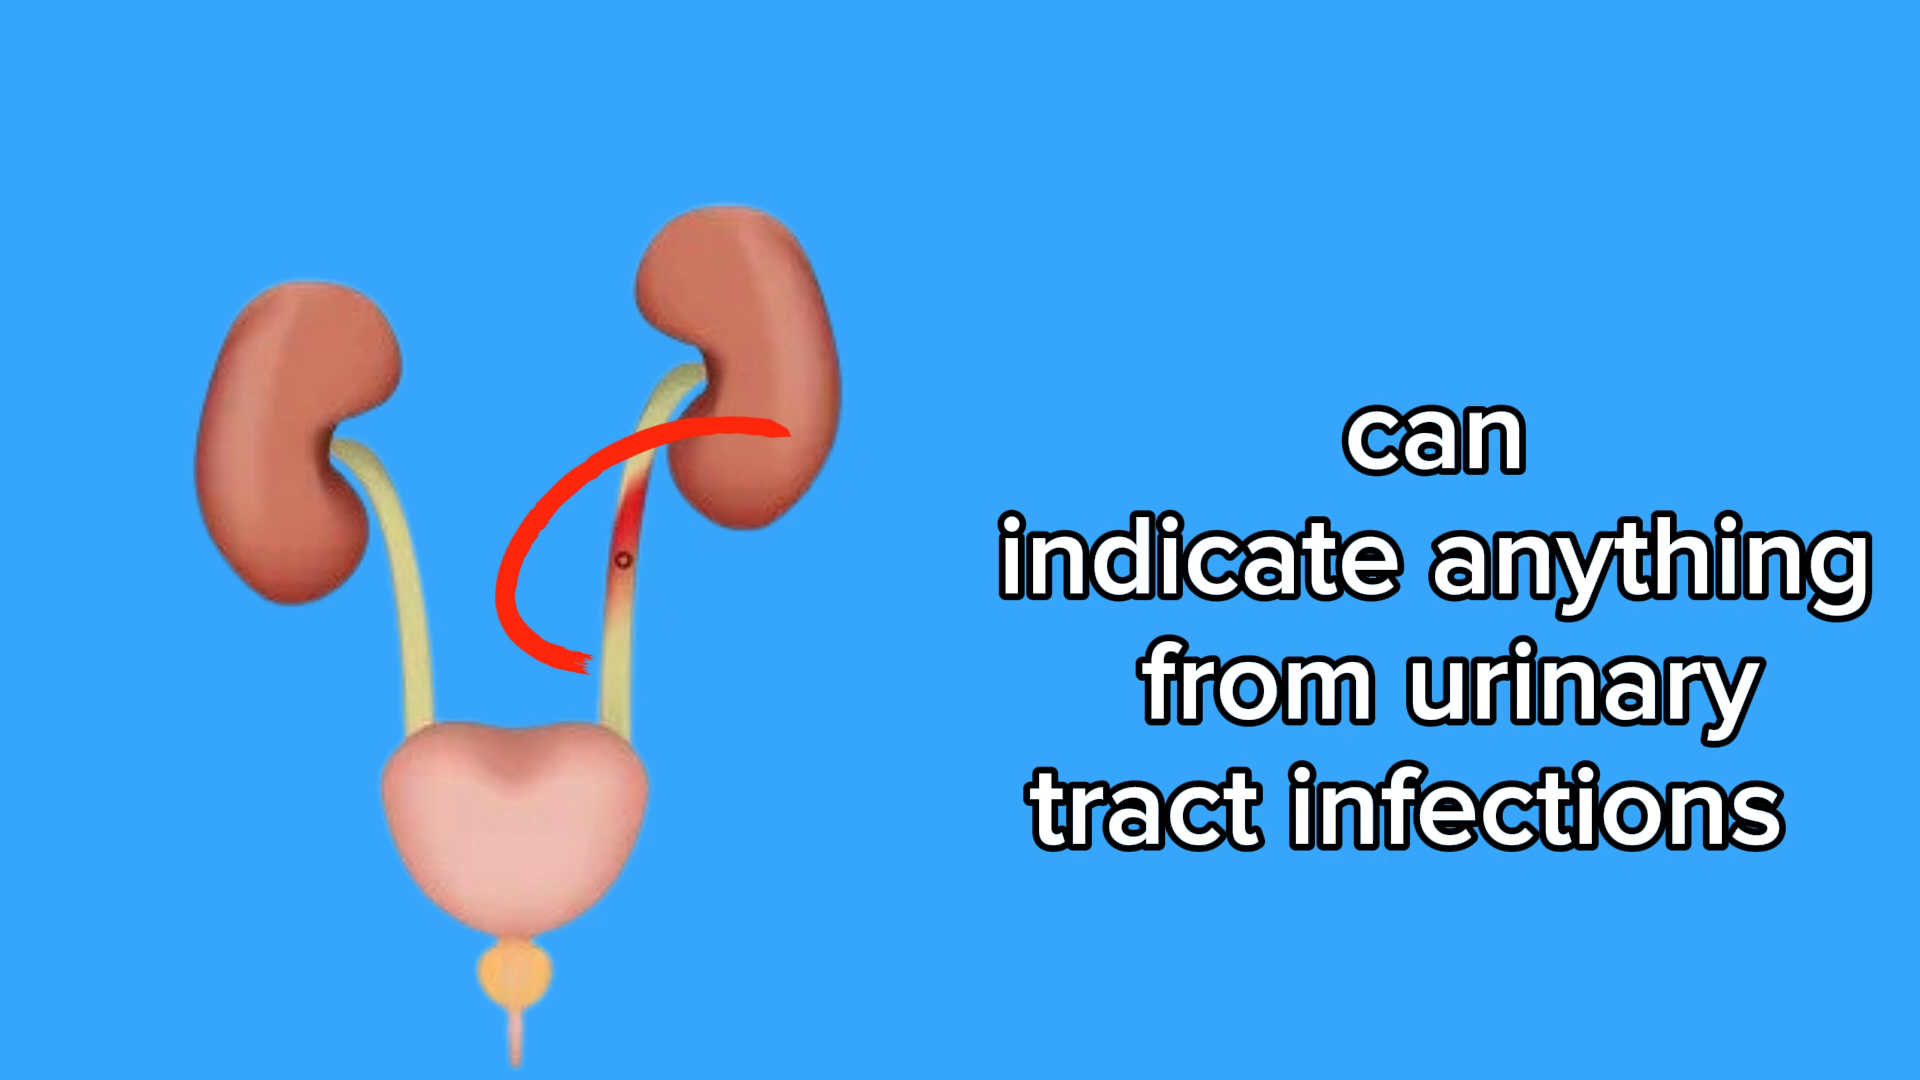 can
indicate anything
from urinary
tract infections